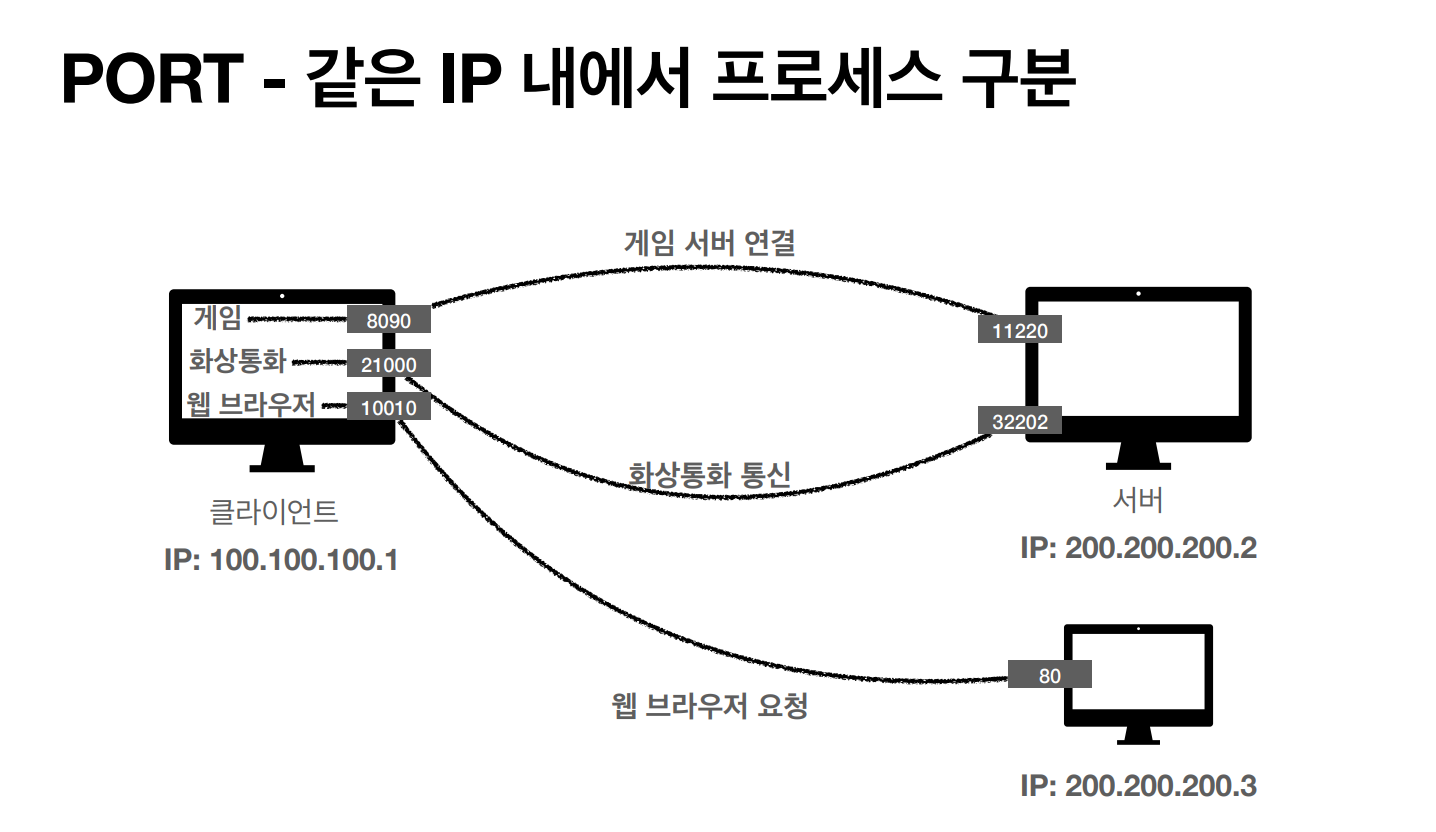 PORT - 같은 IP 내에서 프로세스 구분
게임 서버 연결
게임
8090
11220
화상통화
21000
웹 브라우저
10010
32202
화상통화 통신
클라이언트
서버
IP: 100.100.100.1
IP: 200.200.200.2
80
웹 브라우저 요청
IP: 200.200.200.3